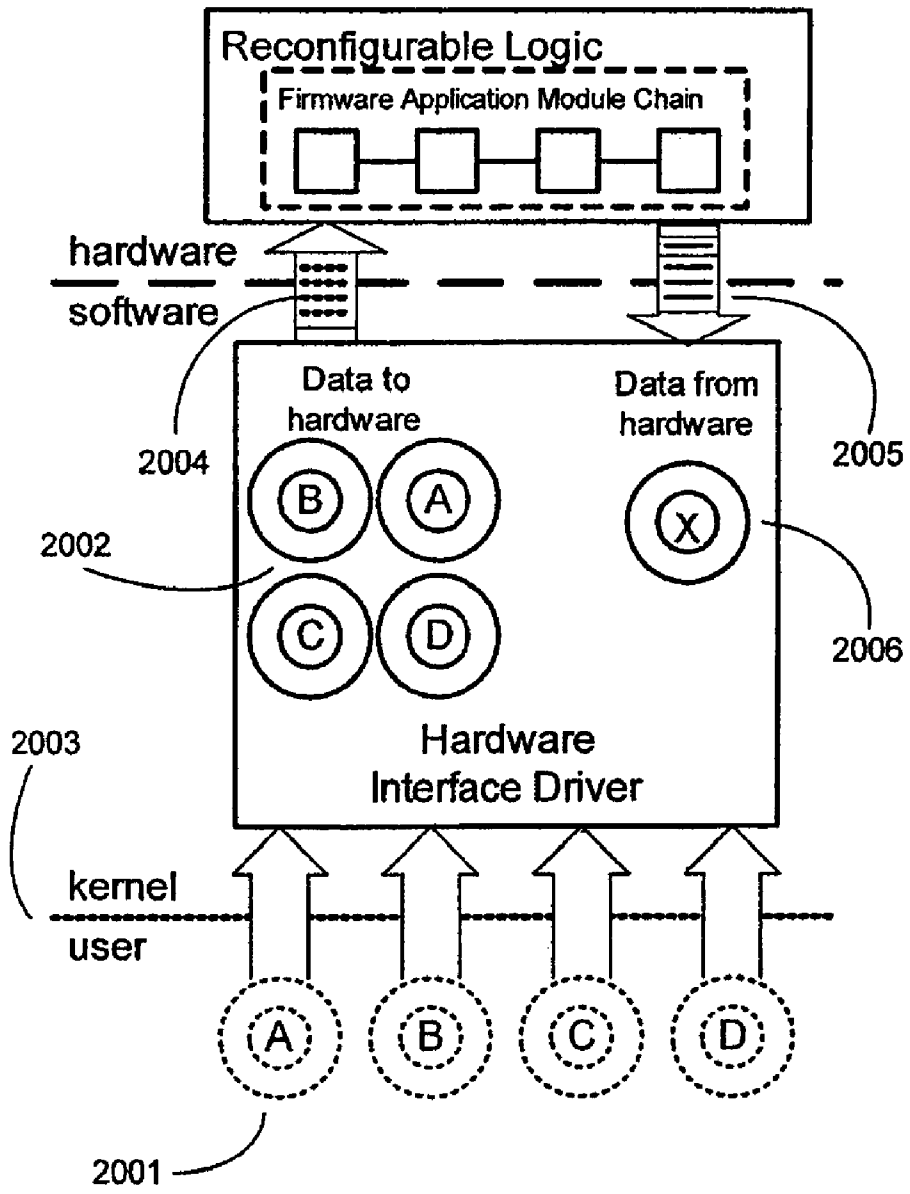 Reconfigurable Logic
Firmware Application Module Chain
hardware
software
Data to
hardware
Data from
hardware
2004
2005
B
A
X
2002
C
D
2006
Hardware
Interface Driver
2003
kernel
user
A
B
C
D
2001